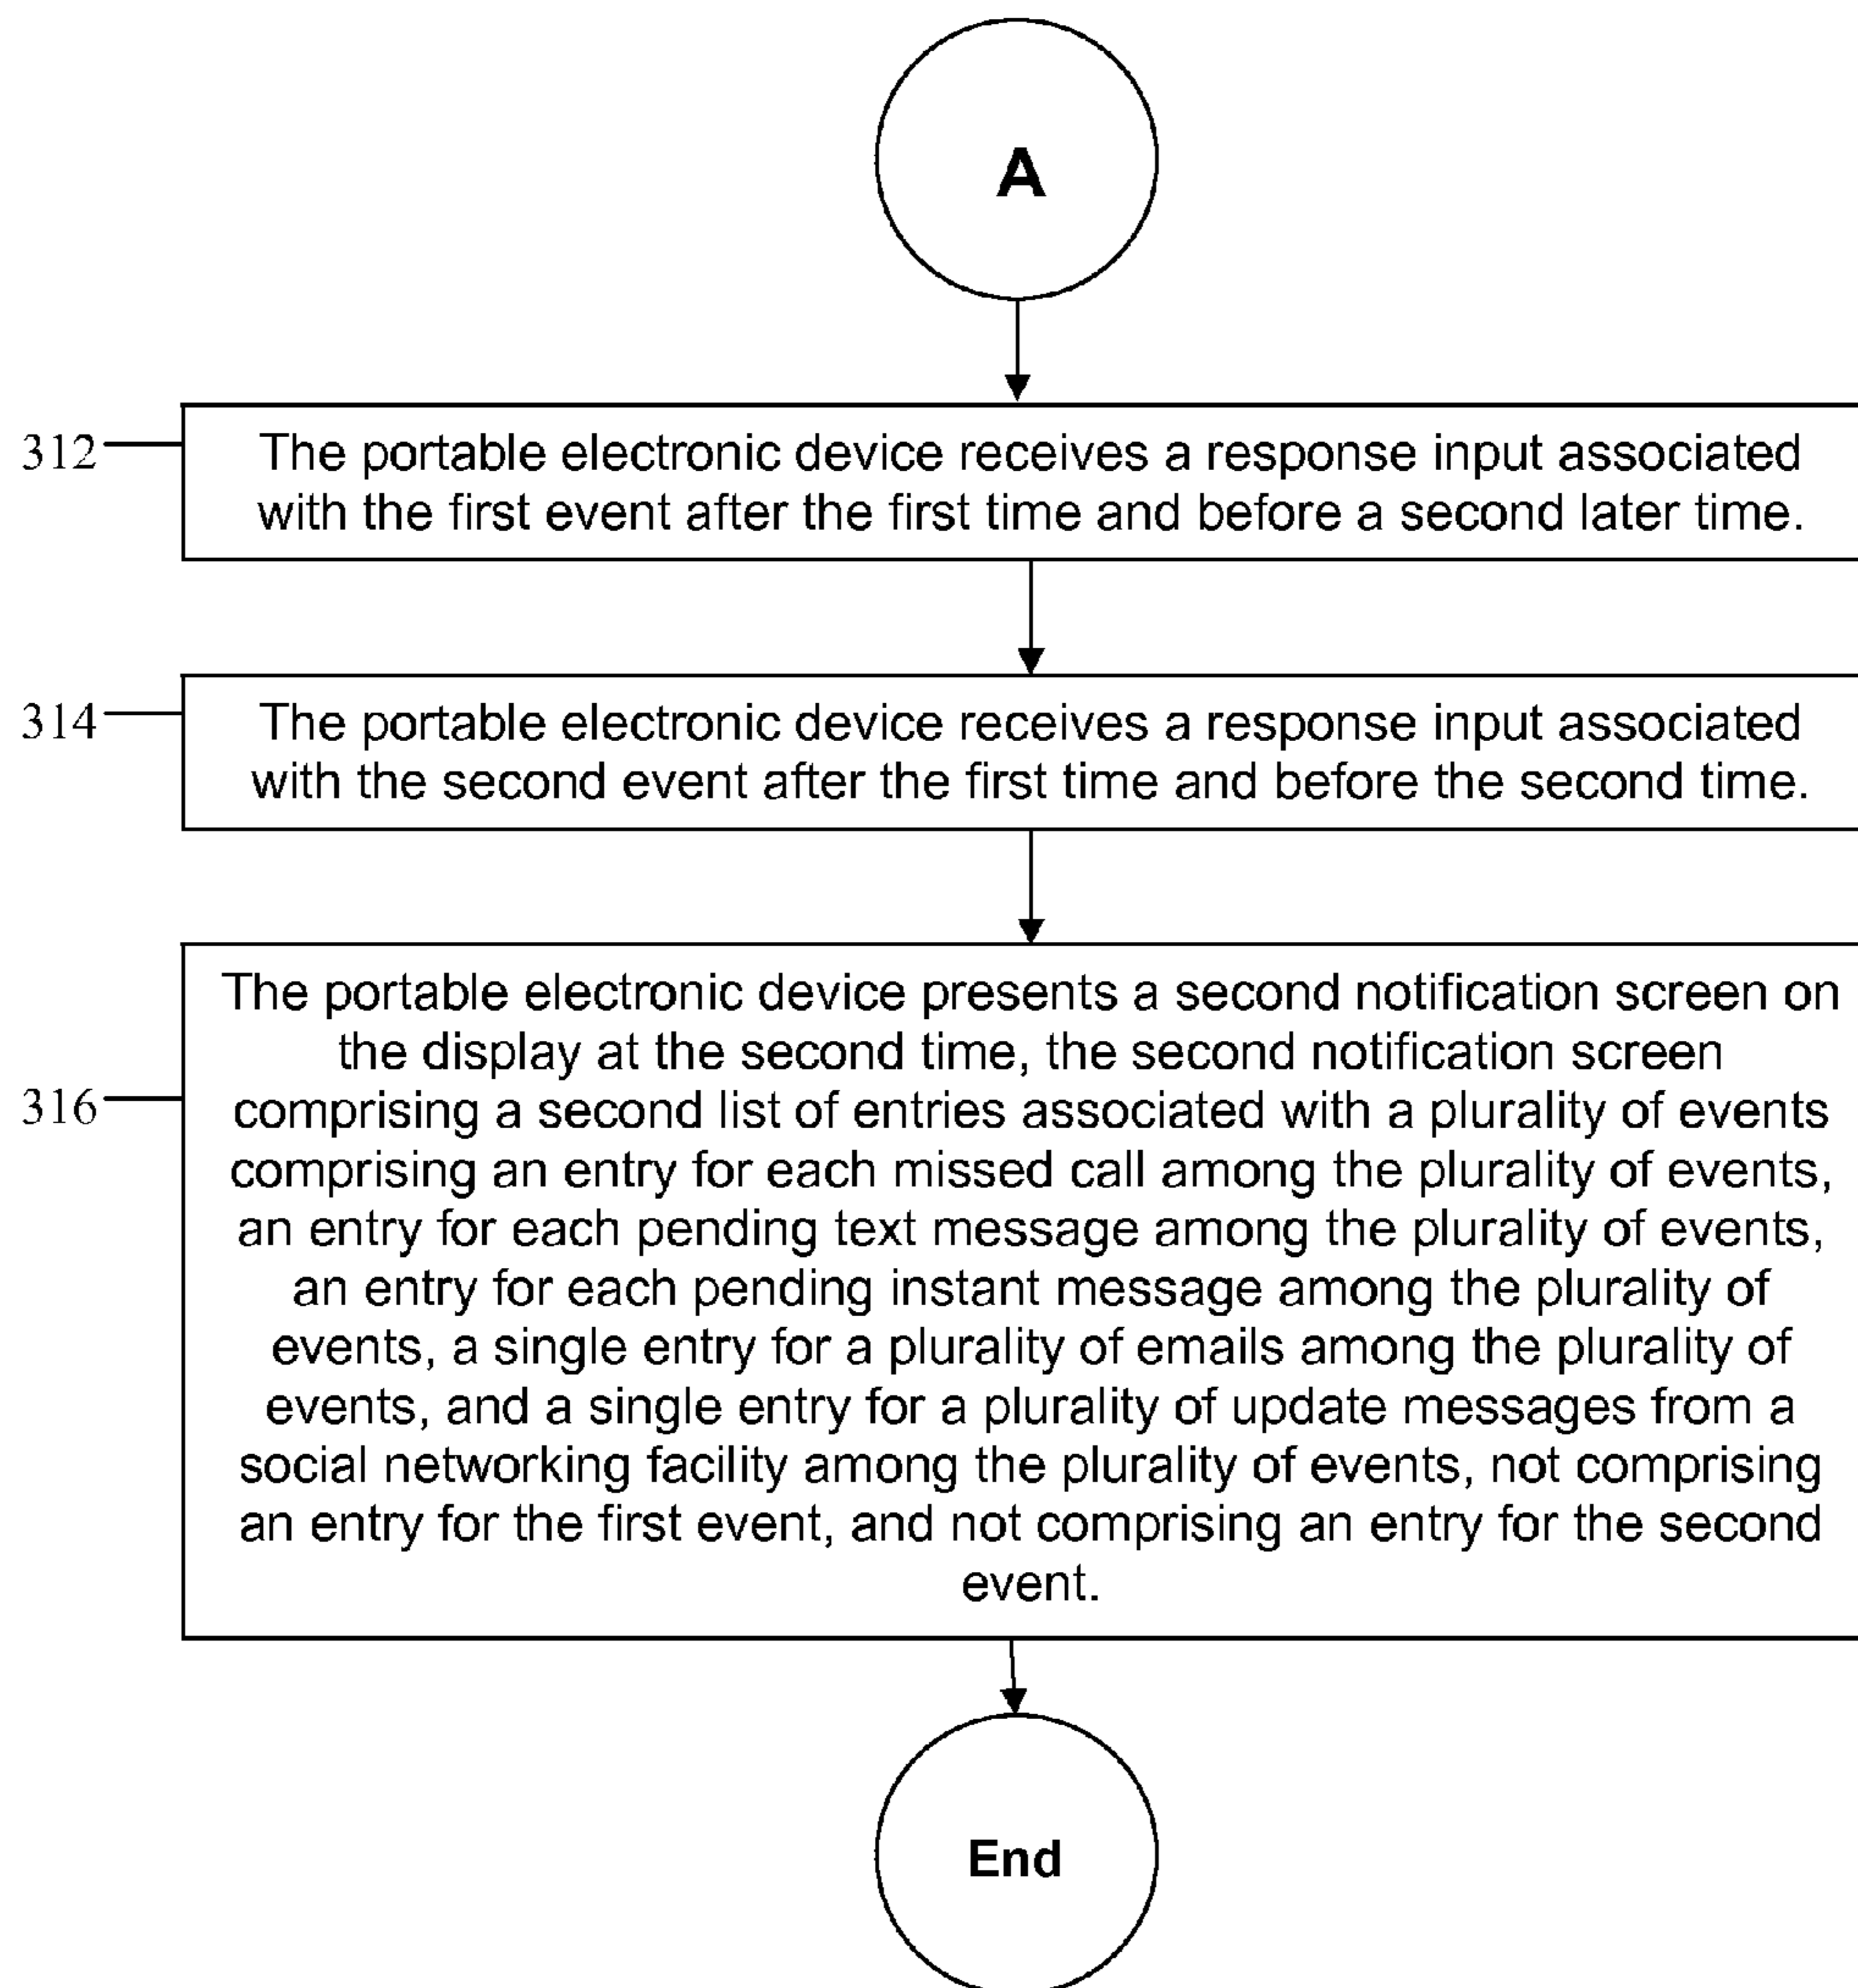 A
312
The portable electronic device receives a response input associated
with the first event after the first time and before a second later time.
314
The portable electronic device receives a response input associated
with the second event after the first time and before the second time.
316
The portable electronic device presents a second notification screen on
the display at the second time, the second notification screen
comprising a second list of entries associated with a plurality of events
comprising an entry for each missed call among the plurality of events,
an entry for each pending text message among the plurality of events,
an entry for each pending instant message among the plurality of
events, a single entry for a plurality of emails among the plurality of
events, and a single entry for a plurality of update messages from a
social networking facility among the plurality of events, not comprising
an entry for the first event, and not comprising an entry for the second
event.
End